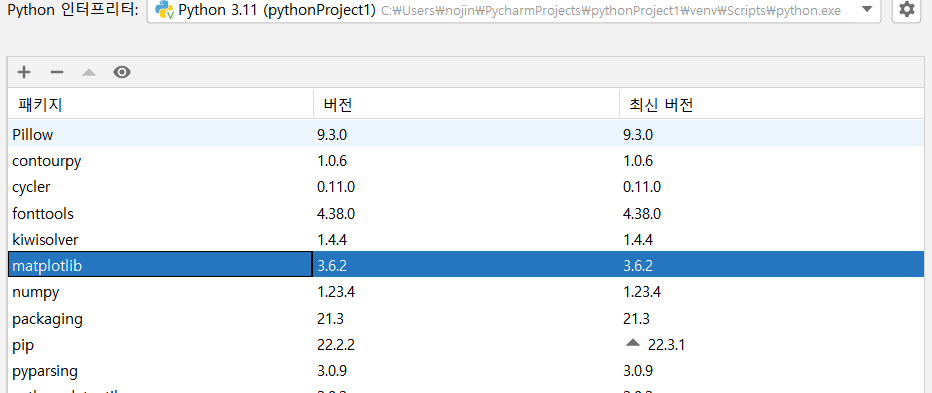 Python 인터프리터: Python 3.11 (pythonProject1) C:₩Users₩nojin₩PycharmProjects₩pythonProject1₩venv₩Scripts₩python.exe
패키지 버전 최신 버전
Pillow 9.3.0 9.3.0
contourpy 1.0.6 1.0.6
cycler 0.11.0 0.11.0
fonttools 4.38.0 4.38.0
kiwisolver 1.4.4 1.4.4
matplotlib 3.6.2 3.6.2
numpy 1.23.4 1.23.4
packaging 21.3 21.3
pip 22.2.2 22.3.1
pyparsing 3.0.9 3.0.9